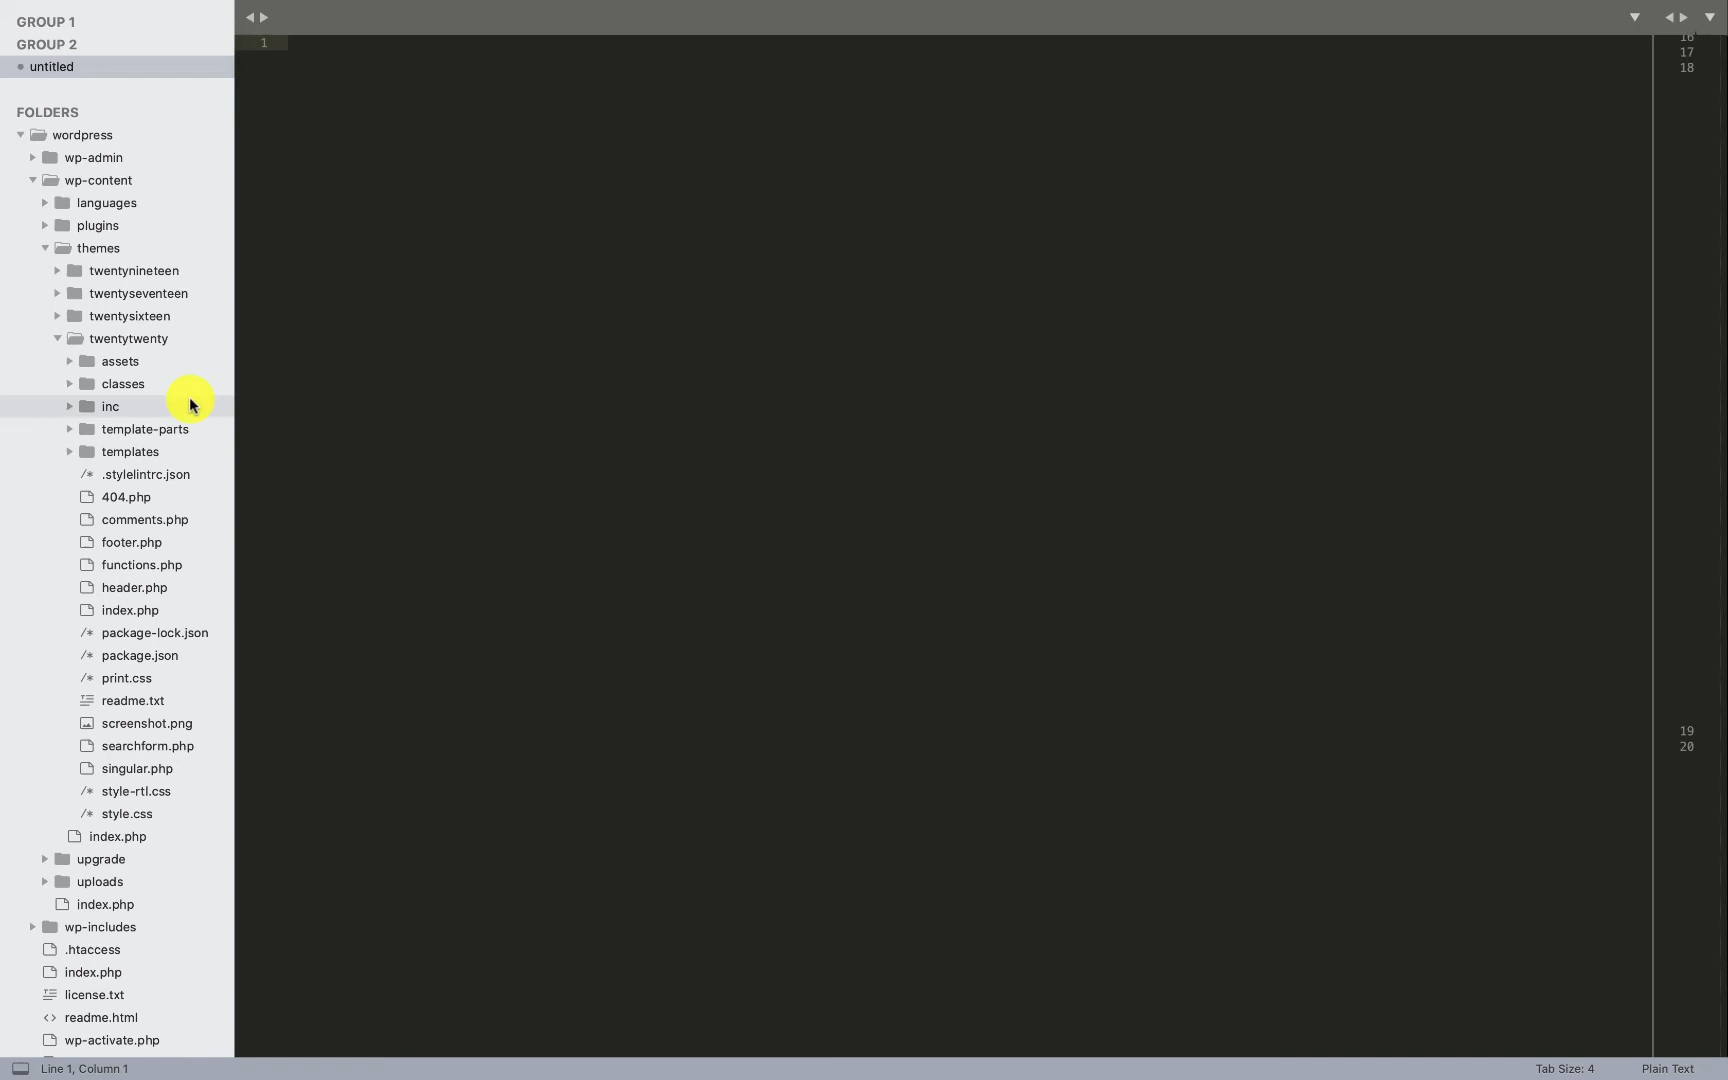 GROUP 1
GROUP 2
untitled
FOLDERS
wordpress
wp-admin
wp-content
languages
plugins
themes
twentynineteen
twentyseventeen
twentysixteen
twentytwenty
assets
classes
inc
template-parts
templates
/* .stylelintrc.json
404.php
comments.php
footer.php
functions.php
header.php
index.php
/* package-lock.json
/* package.json
/* print.css
readme.txt
screenshot.png
searchform.php
singular.php
/* style-rtl.css
/* style.css
index.php
upgrade
uploads
index.php
wp-includes
.htaccess
index.php
license.txt
<> readme.html
wp-activate.php
1
16
17
18
19
20
Line 1, Column 1
Tab Size: 4
Plain Text